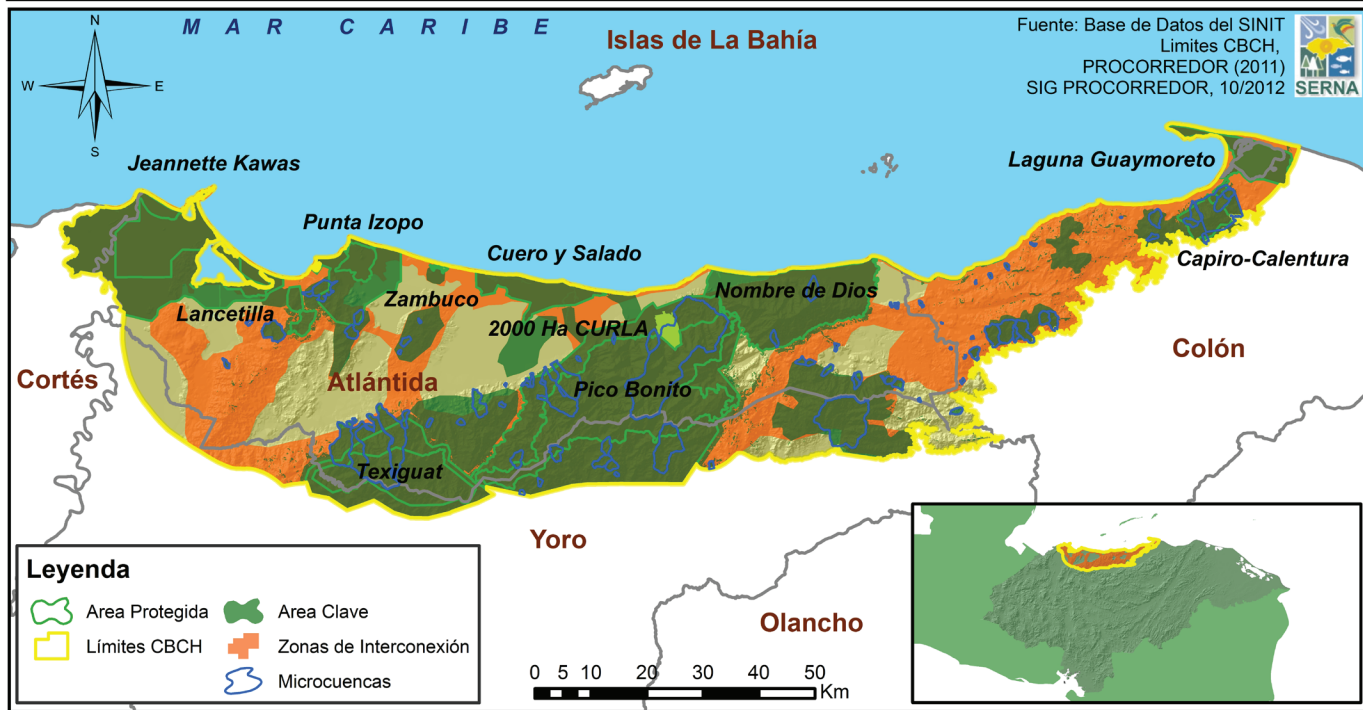 MAR CARIBE
Islas de La Bahía
Fuente: Base de Datos del SINIT
Limites CBCH,
PROCORREDOR (2011)
SIG PROCORREDOR, 10/2012
SERNA
N
W
E
S
Jeannette Kawas
Laguna Guaymoreto
Punta Izopo
Cuero y Salado
Capiro-Calentura
Nombre de Dios
Zambuco
Lancetilla
2000 Ha CURLA
Colón
Cortés
Atlántida
Pico Bonito
Texiguat
Yoro
Olancho
Leyenda
Area Protegida
Area Clave
Límites CBCH
Zonas de Interconexión
Microcuencas
0 5 10 20 30 40 50
Km